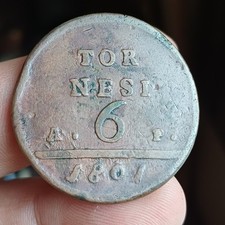 TOR
NESI
6
A. P.
1801